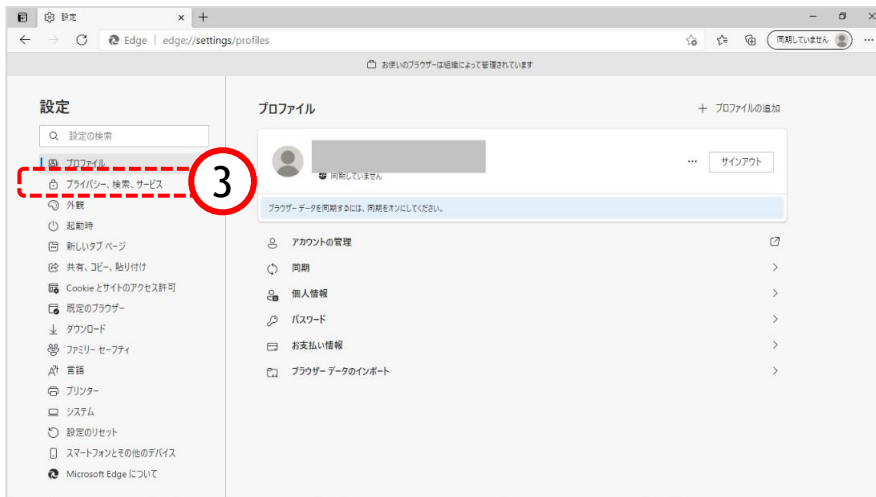 設定
Edge | edge://settings/profiles
同期していません
お使いのブラウザーは組織によって管理されています
設定
設定の検索
プロファイル
プライバシー、検索、サービス
3
外観
起動時
新しいタブ ページ
共有、コピー、貼り付け
Cookie とサイトのアクセス許可
既定のブラウザー
ダウンロード
ファミリー セーフティ
言語
プリンター
システム
設定のリセット
スマートフォンとその他のデバイス
Microsoft Edge について
プロファイル
プロファイルの追加
同期していません
サインアウト
ブラウザー データを同期するには、同期をオンにしてください。
アカウントの管理
同期
個人情報
パスワード
お支払い情報
ブラウザー データのインポート